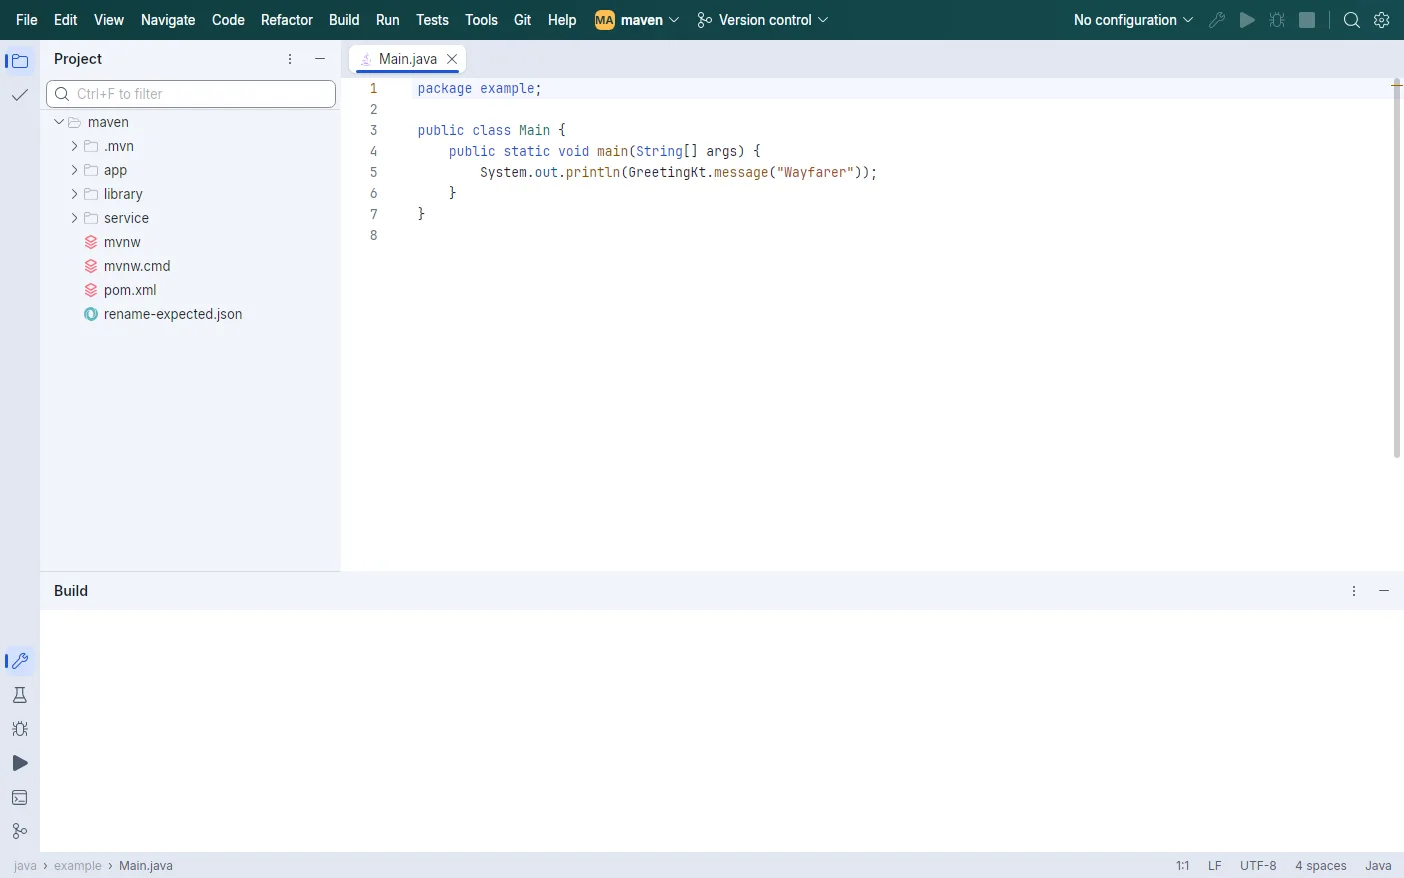 File Edit View Navigate Code Refactor Build Run Tests Tools Git Help MA maven Version control No configuration
Project
Main.java
Ctrl+F to filter
maven
.mvn
app
library
service
mvnw
mvnw.cmd
pom.xml
rename-expected.json
1 package example;
2
3 public class Main {
4 public static void main(String[] args) {
5 System.out.println(GreetingKt.message("Wayfarer"));
6 }
7 }
8
Build
java › example › Main.java 1:1 LF UTF-8 4 spaces Java